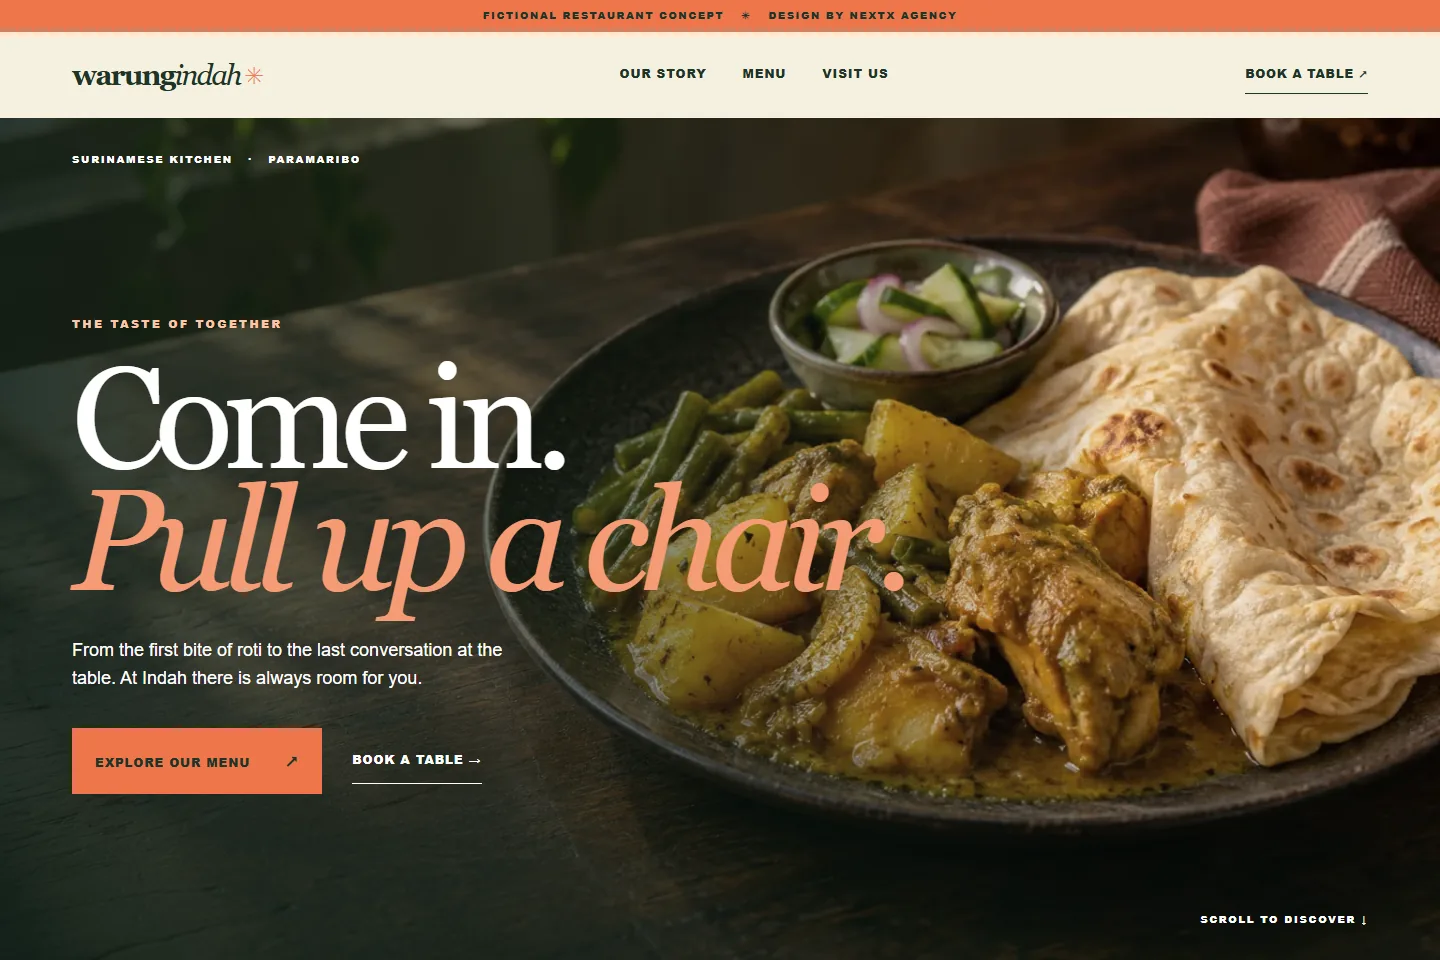 FICTIONAL RESTAURANT CONCEPT ✳ DESIGN BY NEXTX AGENCY
warungindah✳
OUR STORY MENU VISIT US
BOOK A TABLE ↗
SURINAMESE KITCHEN · PARAMARIBO
THE TASTE OF TOGETHER
Come in.
Pull up a chair.
From the first bite of roti to the last conversation at the
table. At Indah there is always room for you.
EXPLORE OUR MENU ↗
BOOK A TABLE →
SCROLL TO DISCOVER ↓